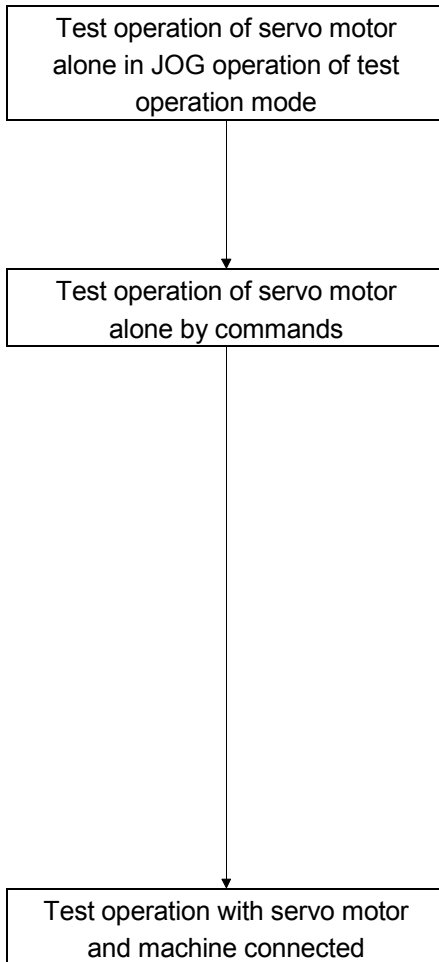 Test operation of servo motor
alone in JOG operation of test
operation mode
Test operation of servo motor
alone by commands
Test operation with servo motor
and machine connected